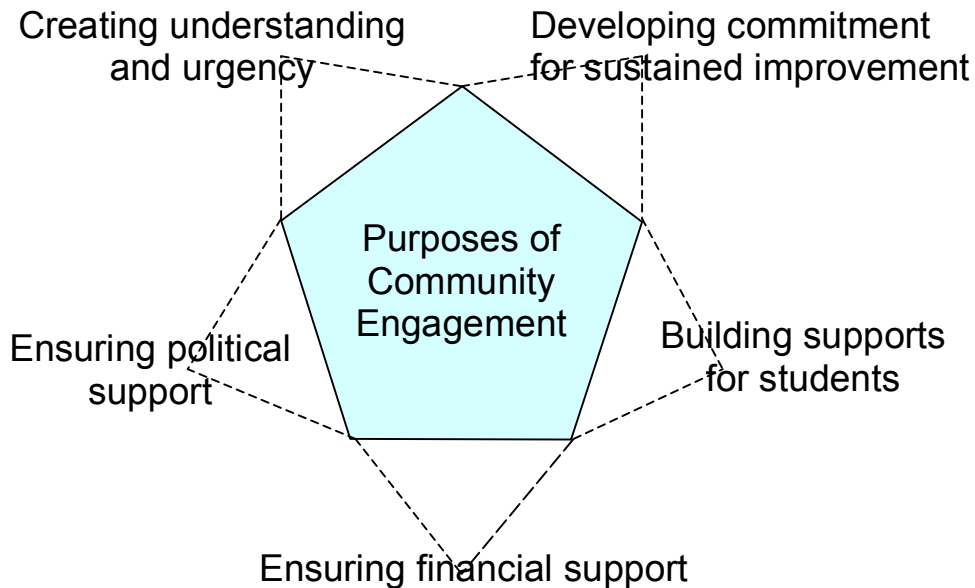 Creating understanding
and urgency
Developing commitment
for sustained improvement
Purposes of
Community
Engagement
Ensuring political
support
Building supports
for students
Ensuring financial support